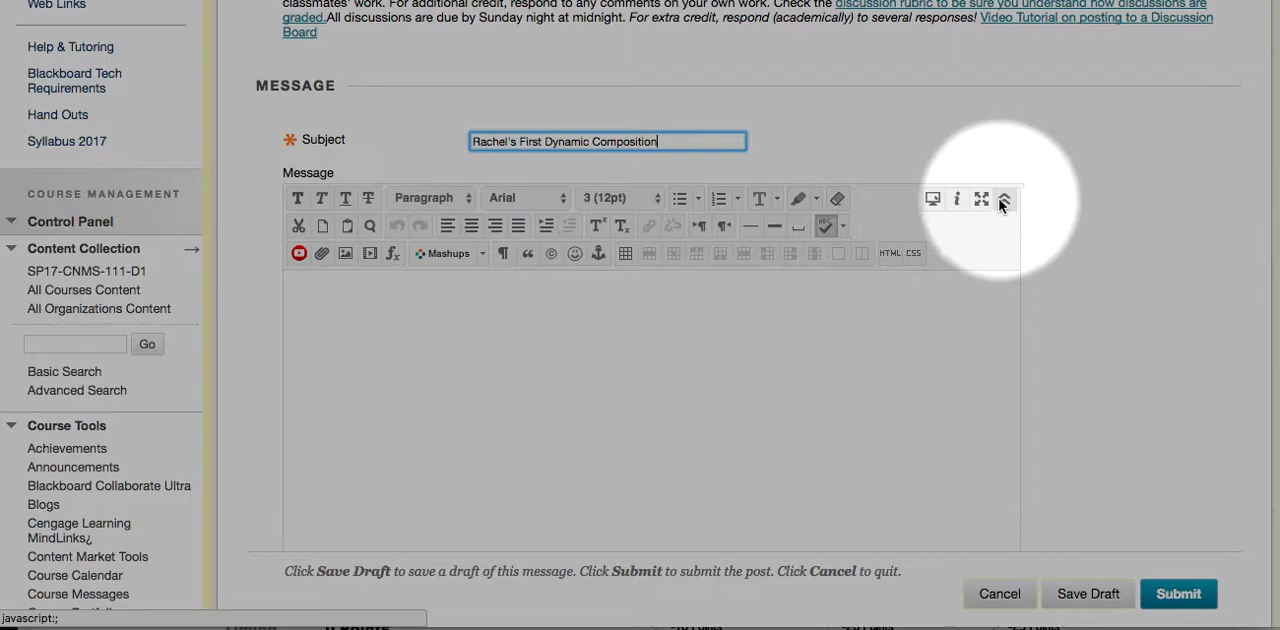 Web Links
Help & Tutoring
Blackboard Tech
Requirements
Hand Outs
Syllabus 2017
COURSE MANAGEMENT
Control Panel
Content Collection
SP17-CNMS-111-D1
All Courses Content
All Organizations Content
Go
Basic Search
Advanced Search
Course Tools
Achievements
Announcements
Blackboard Collaborate Ultra
Blogs
Cengage Learning
MindLinks¿
Content Market Tools
Course Calendar
Course Messages
javascript:;
classmates' work. For additional credit, respond to any comments on your own work. Check the discussion rubric to be sure you understand how discussions are
graded.All discussions are due by Sunday night at midnight. For extra credit, respond (academically) to several responses! Video Tutorial on posting to a Discussion
Board
MESSAGE
Subject
Rachel's First Dynamic Composition
Message
T T T T Paragraph Arial 3 (12pt) T i
T T ABC
fx Mashups HTML CSS
Click Save Draft to save a draft of this message. Click Submit to submit the post. Click Cancel to quit.
Cancel Save Draft Submit